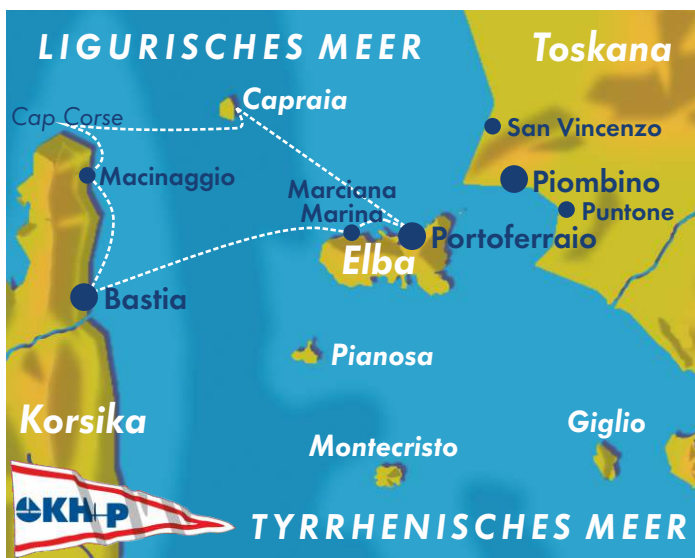 LIGURISCHES MEER
Toskana
Capraia
Cap Corse
San Vincenzo
Macinaggio
Piombino
Marciana
Marina
Puntone
Portoferraio
Elba
Bastia
Pianosa
Korsika
Giglio
Montecristo
KH+P
TYRRHENISCHES MEER